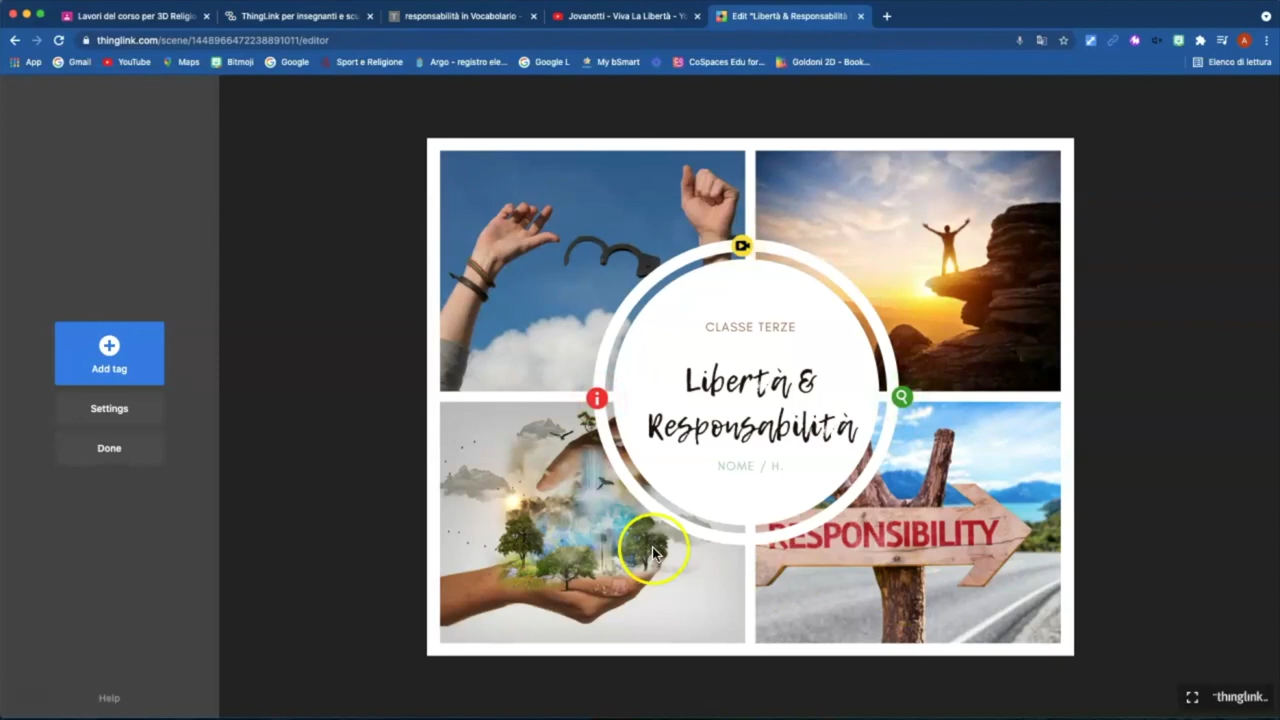 Lavori del corso per 3D Religio
ThingLink per insegnanti e scu
responsabilità in Vocabolario -
Jovanotti - Viva La Libertà - Yo
Edit "Libertà & Responsabilità
thinglink.com/scene/1448966472238891011/editor
App
Gmail
YouTube
Maps
Bitmoji
Google
Sport e Religione
Argo - registro ele...
Google L
My bSmart
CoSpaces Edu for...
Goldoni 2D - Book...
Elenco di lettura
CLASSE TERZE
Libertà &
Responsabilità
NOME / H.
RESPONSIBILITY
Add tag
Settings
Done
Help
thinglink..